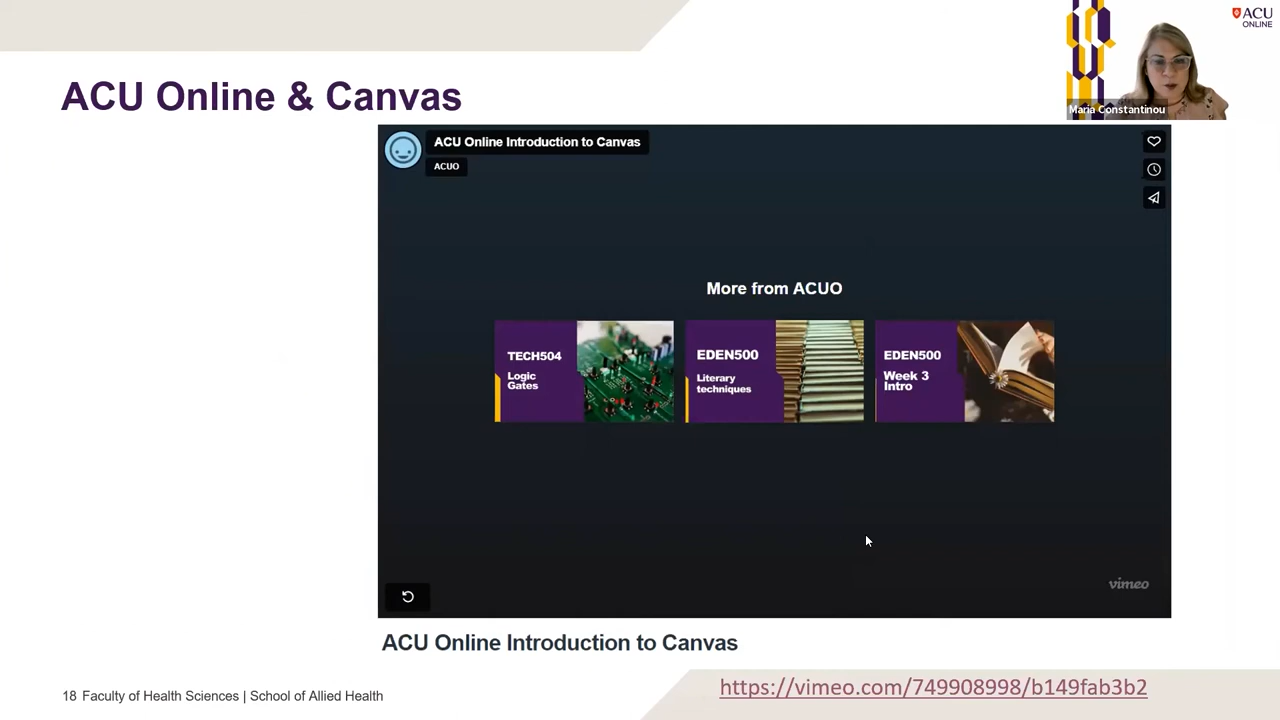 ACU
ONLINE
ACU Online & Canvas
Maria Constantinou
ACU Online Introduction to Canvas
ACUO
More from ACUO
TECH504
Logic
Gates
EDEN500
Literary
techniques
EDEN500
Week 3
Intro
vimeo
ACU Online Introduction to Canvas
18 Faculty of Health Sciences | School of Allied Health
https://vimeo.com/749908998/b149fab3b2